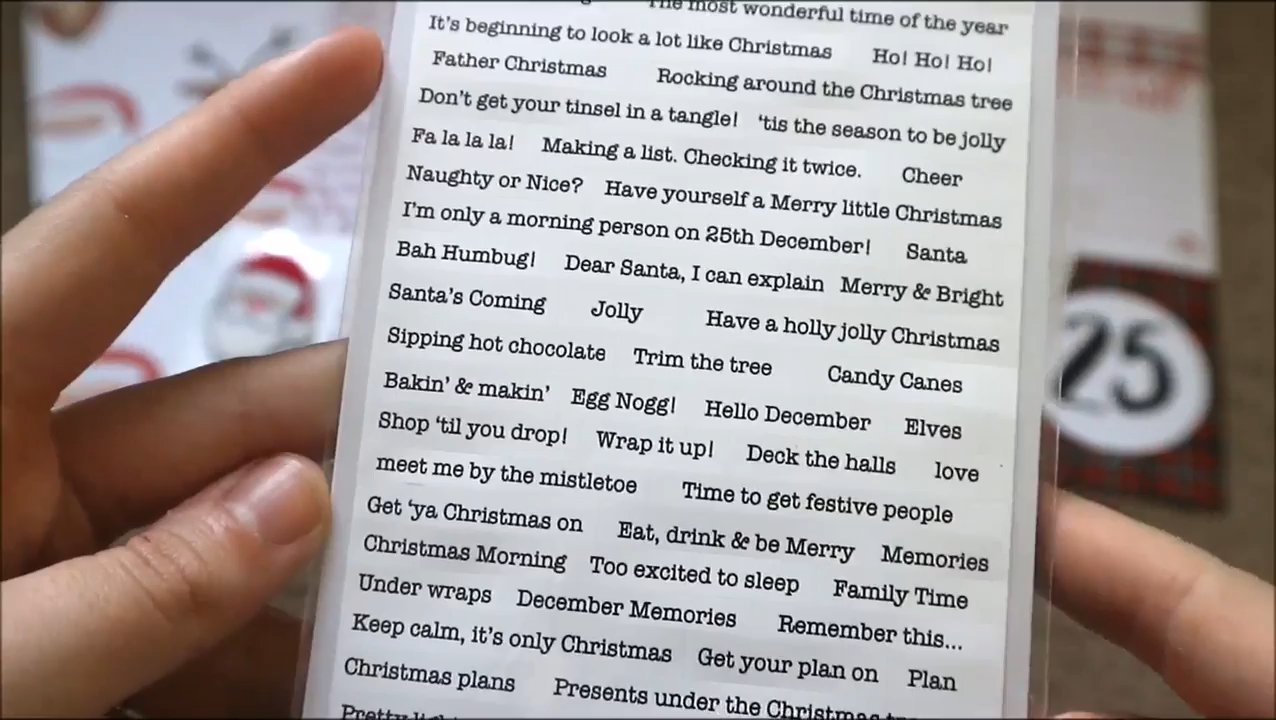 The most wonderful time of the year
It's beginning to look a lot like Christmas Ho! Ho! Ho!
Father Christmas Rocking around the Christmas tree
Don't get your tinsel in a tangle! ‘tis the season to be jolly
Fa la la la! Making a list. Checking it twice. Cheer
Naughty or Nice? Have yourself a Merry little Christmas
I'm only a morning person on 25th December! Santa
Bah Humbug! Dear Santa, I can explain Merry & Bright
Santa's Coming Jolly Have a holly jolly Christmas
Sipping hot chocolate Trim the tree Candy Canes
Bakin' & makin' Egg Nogg! Hello December Elves
Shop ‘til you drop! Wrap it up! Deck the halls love
meet me by the mistletoe Time to get festive people
Get ‘ya Christmas on Eat, drink & be Merry Memories
Christmas Morning Too excited to sleep Family Time
Under wraps December Memories Remember this...
Keep calm, it's only Christmas Get your plan on Plan
Christmas plans Presents under the Christmas
Pretty
25